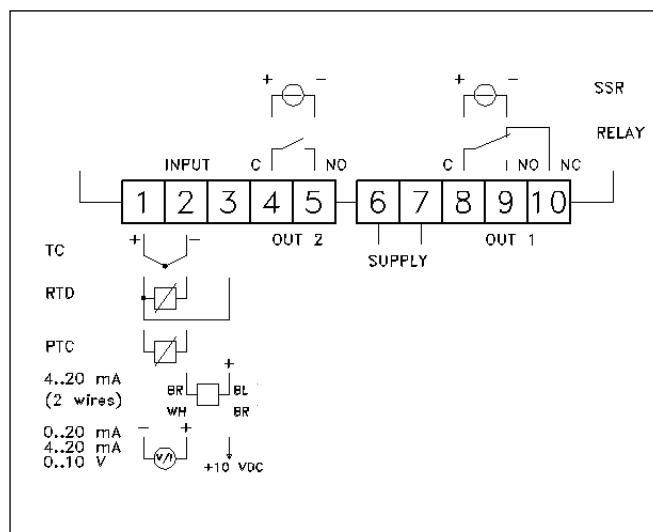 + - + - SSR
RELAY
INPUT C NO C NO NC
1 2 3 4 5 6 7 8 9 10
TC + - OUT 2 SUPPLY OUT 1
RTD
PTC
4..20 mA
(2 wires)
+
BR BL
WH BR
0..20 mA
4..20 mA
0..10 V
- +
V/I
+10 VDC